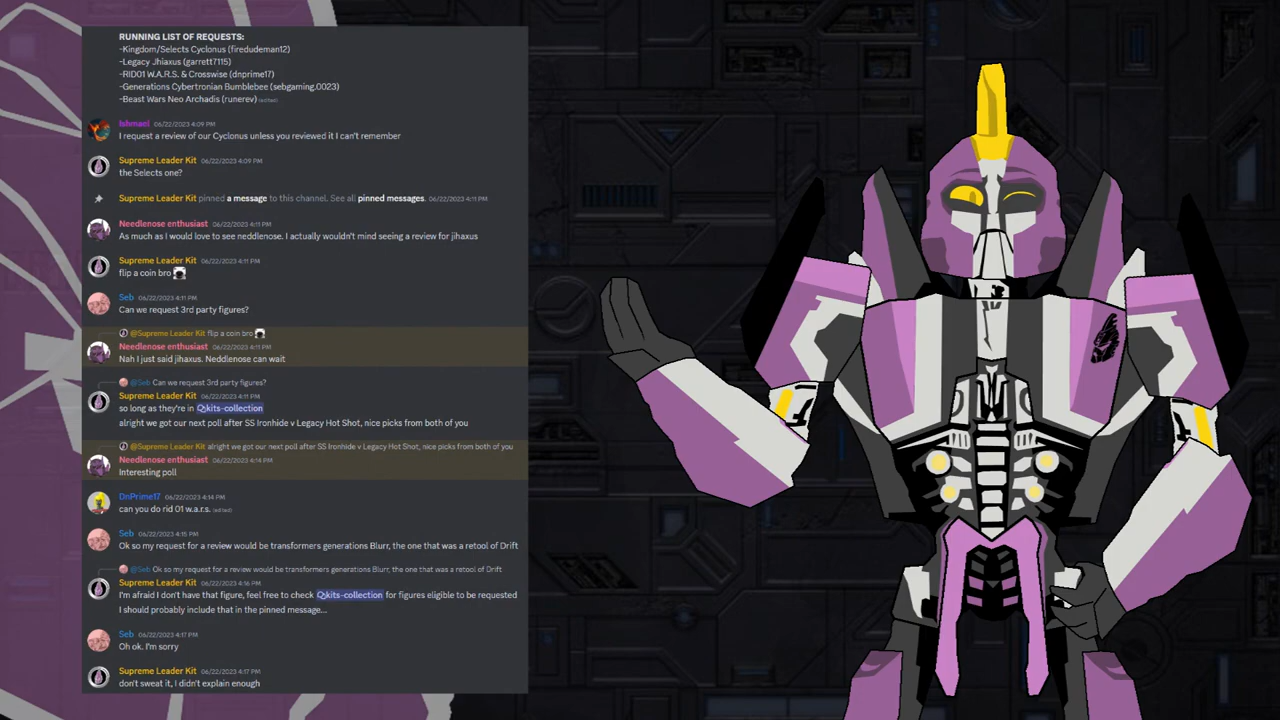 RUNNING LIST OF REQUESTS:
-Kingdom/Selects Cyclonus (firedudeman12)
-Legacy Jhiaxus (garrett7115)
-RID01 W.A.R.S. & Crosswise (dnprime17)
-Generations Cybertronian Bumblebee (sebgaming.0023)
-Beast Wars Neo Archadis (runerev) (edited)
Ishmael 06/22/2023 4:09 PM
I request a review of our Cyclonus unless you reviewed it I can't remember
Supreme Leader Kit 06/22/2023 4:09 PM
the Selects one?
Supreme Leader Kit pinned a message to this channel. See all pinned messages. 06/22/2023 4:11 PM
Needlenose enthusiast 06/22/2023 4:11 PM
As much as I would love to see neddlenose. I actually wouldn't mind seeing a review for jihaxus
Supreme Leader Kit 06/22/2023 4:11 PM
flip a coin bro
Seb 06/22/2023 4:11 PM
Can we request 3rd party figures?
@Supreme Leader Kit flip a coin bro
Needlenose enthusiast 06/22/2023 4:11 PM
Nah I just said jihaxus. Neddlenose can wait
@Seb Can we request 3rd party figures?
Supreme Leader Kit 06/22/2023 4:11 PM
so long as they're in kits-collection
alright we got our next poll after SS Ironhide v Legacy Hot Shot, nice picks from both of you
@Supreme Leader Kit alright we got our next poll after SS Ironhide v Legacy Hot Shot, nice picks from both of you
Needlenose enthusiast 06/22/2023 4:14 PM
Interesting poll
DnPrime17 06/22/2023 4:14 PM
can you do rid 01 w.a.r.s. (edited)
Seb 06/22/2023 4:15 PM
Ok so my request for a review would be transformers generations Blurr, the one that was a retool of Drift
@Seb Ok so my request for a review would be transformers generations Blurr, the one that was a retool of Drift
Supreme Leader Kit 06/22/2023 4:16 PM
I'm afraid I don't have that figure, feel free to check kits-collection for figures eligible to be requested
I should probably include that in the pinned message...
Seb 06/22/2023 4:17 PM
Oh ok. I'm sorry
Supreme Leader Kit 06/22/2023 4:17 PM
don't sweat it, I didn't explain enough